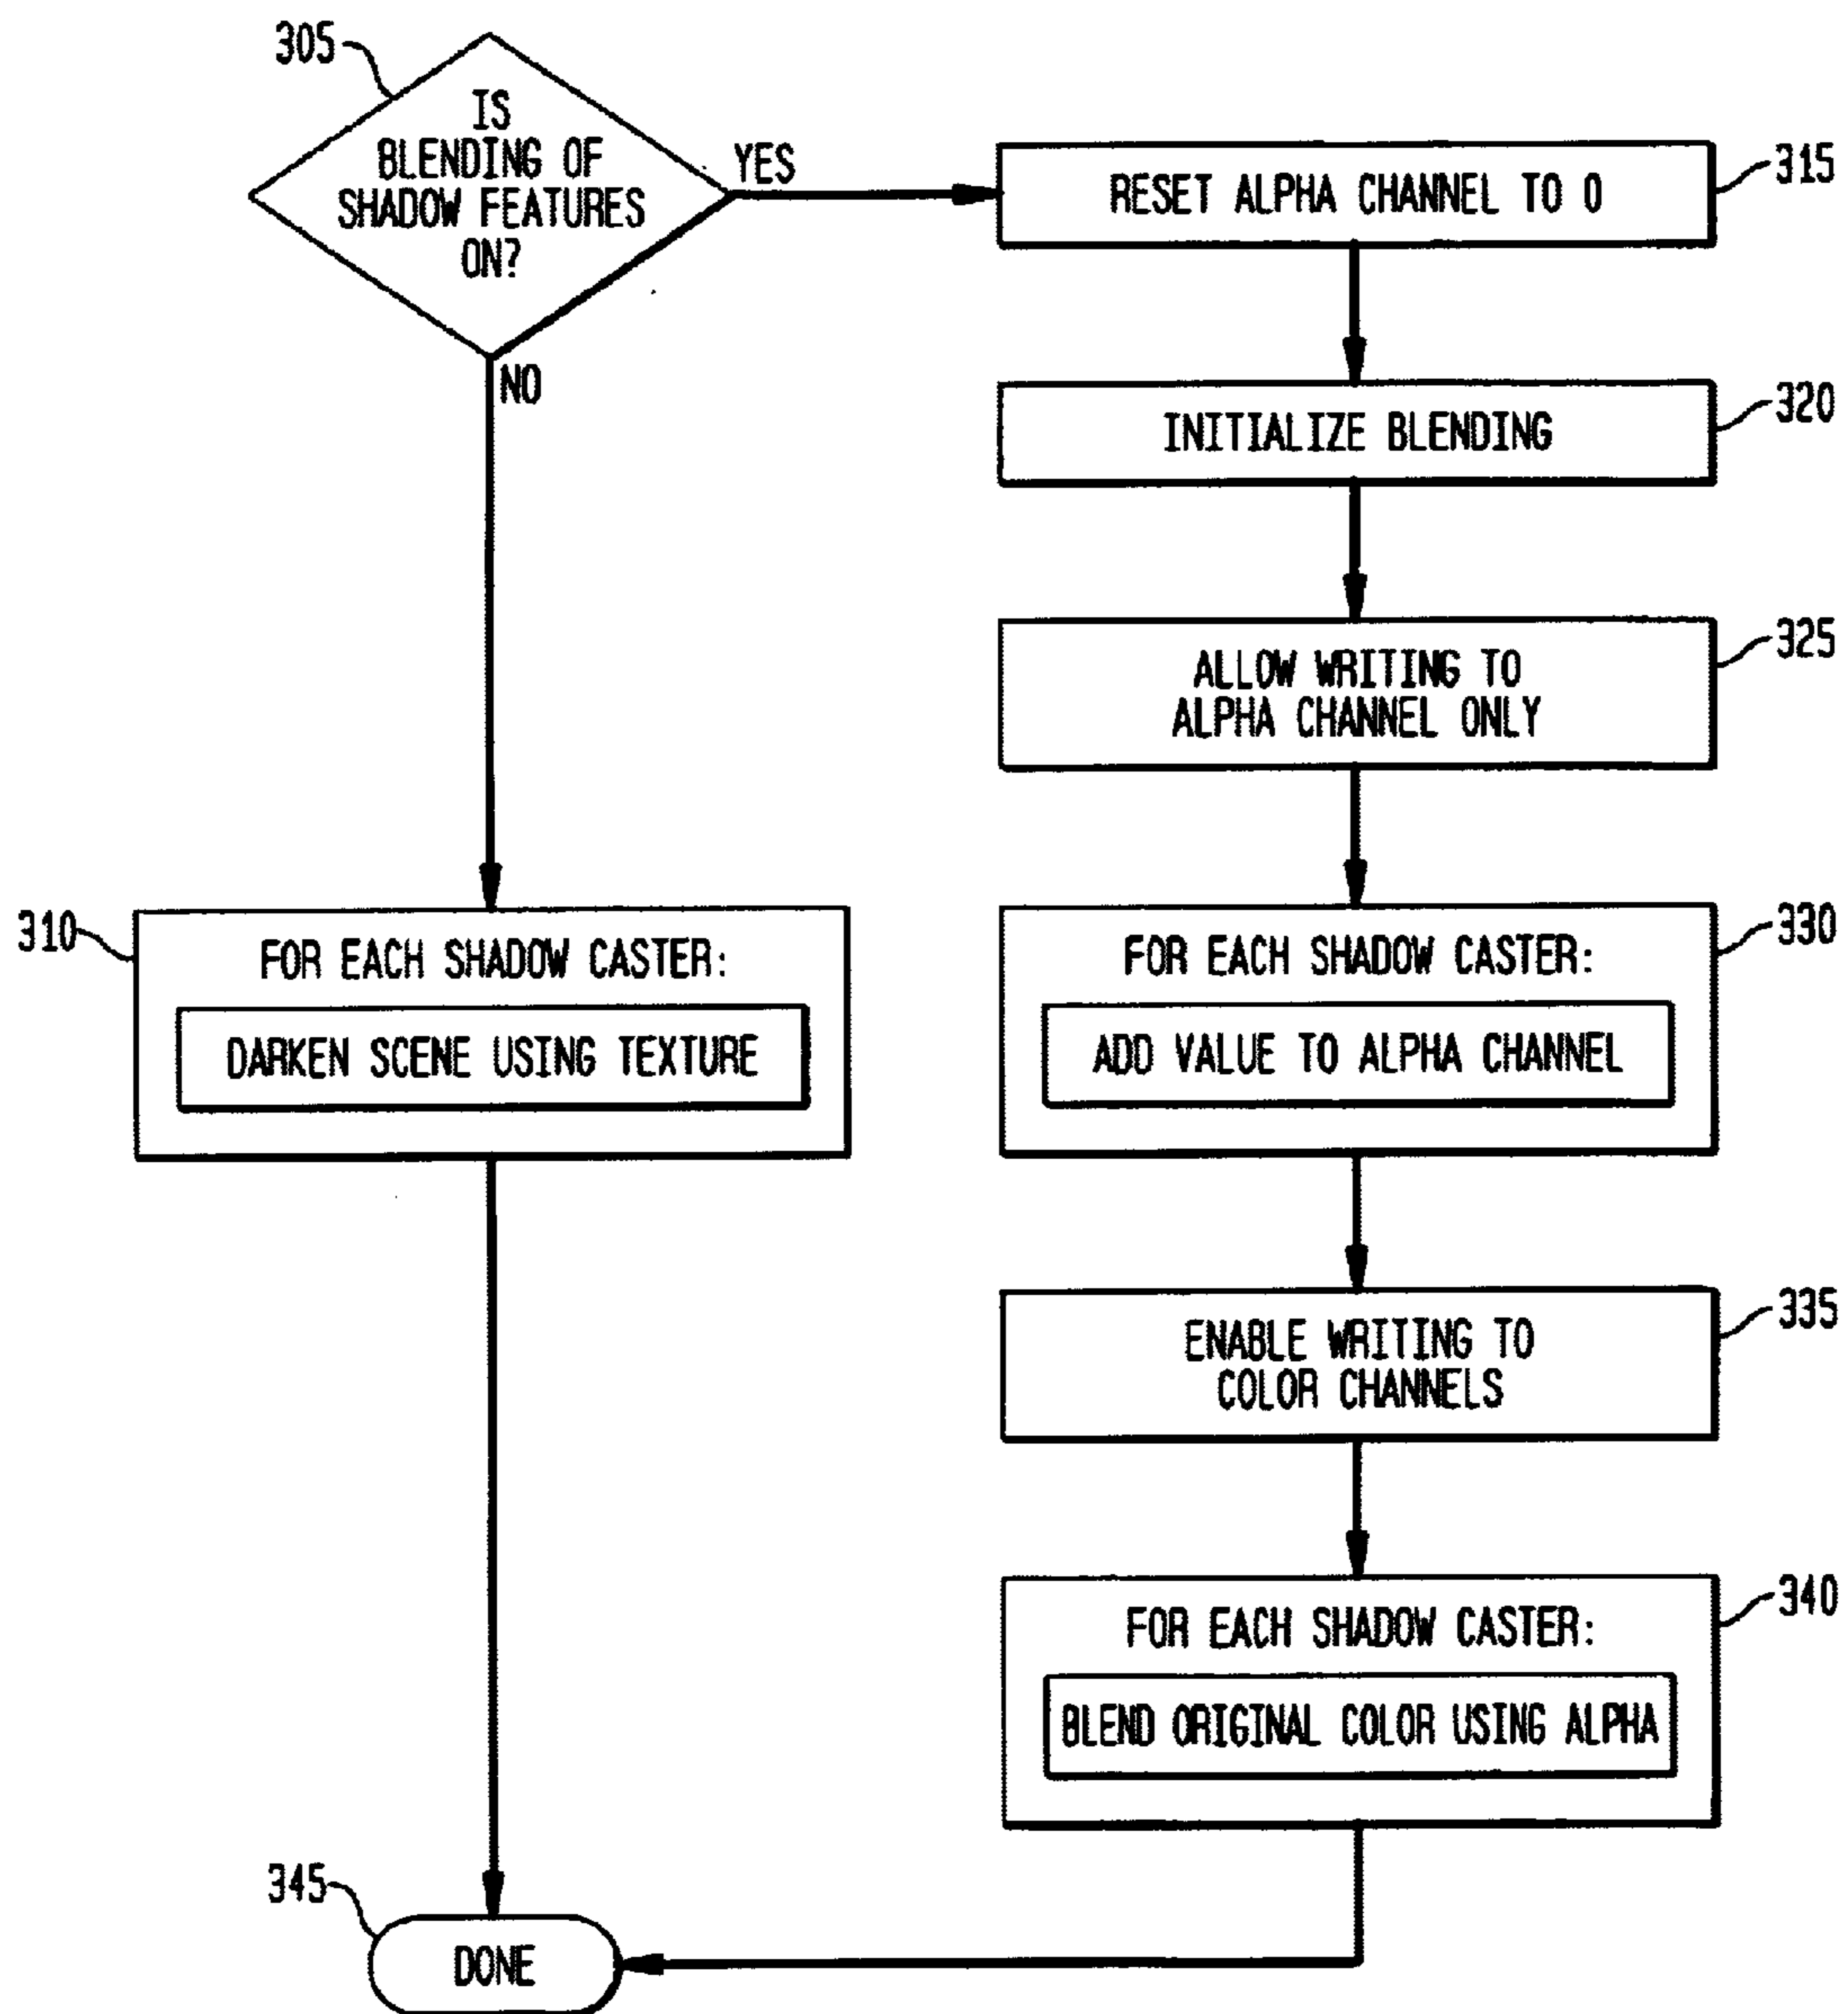 305
IS
BLENDING OF
SHADOW FEATURES
ON?
YES
NO
315
RESET ALPHA CHANNEL TO 0
320
INITIALIZE BLENDING
325
ALLOW WRITING TO
ALPHA CHANNEL ONLY
310
FOR EACH SHADOW CASTER:
DARKEN SCENE USING TEXTURE
330
FOR EACH SHADOW CASTER:
ADD VALUE TO ALPHA CHANNEL
335
ENABLE WRITING TO
COLOR CHANNELS
340
FOR EACH SHADOW CASTER:
BLEND ORIGINAL COLOR USING ALPHA
345
DONE